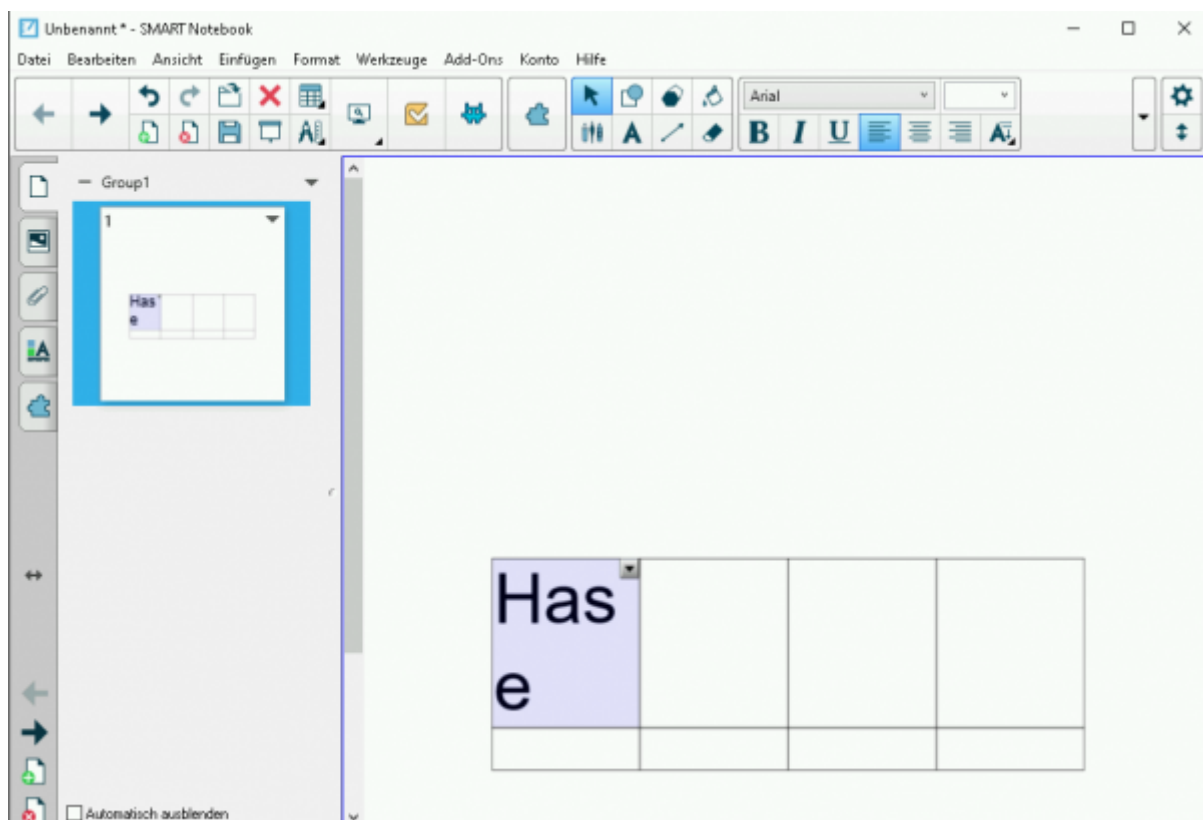 Unbenannt * - SMART Notebook
Datei Bearbeiten Ansicht Einfügen Format Werkzeuge Add-Ons Konto Hilfe
Arial
B I U
Group1
1
Has
e
Has
e
Automatisch ausblenden